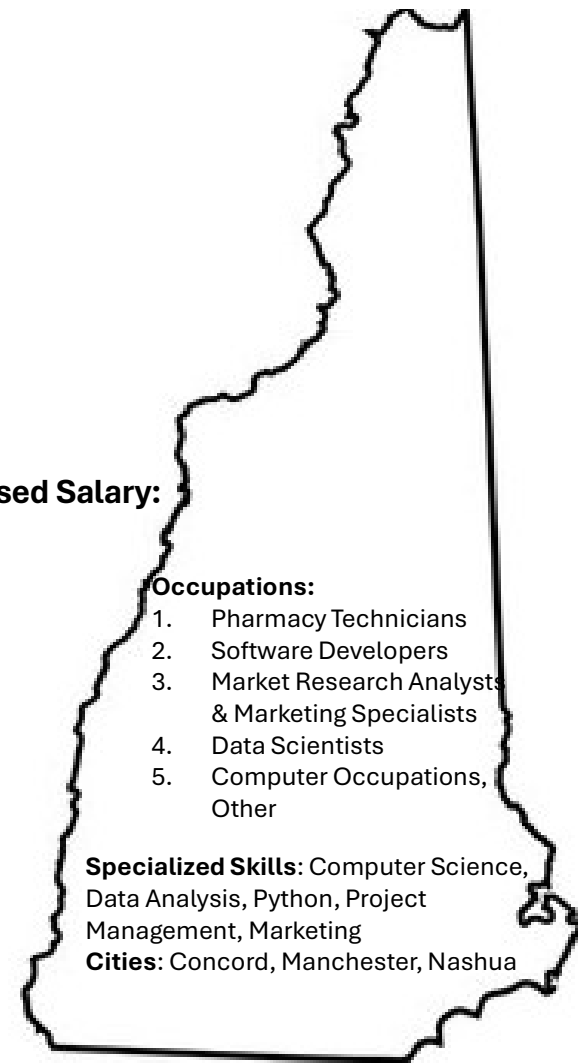 sed Salary:
Occupations:
1. Pharmacy Technicians
2. Software Developers
3. Market Research Analysts
& Marketing Specialists
4. Data Scientists
5. Computer Occupations,
Other
Specialized Skills: Computer Science,
Data Analysis, Python, Project
Management, Marketing
Cities: Concord, Manchester, Nashua